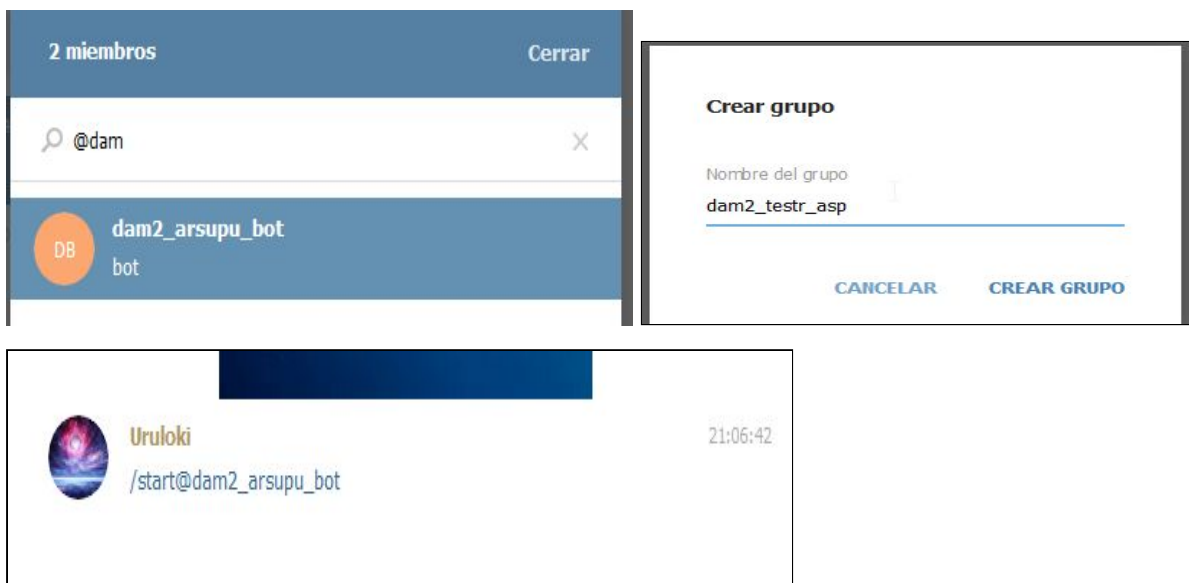 2 miembros
Cerrar
@dam
DB
dam2_arsupu_bot
bot
Crear grupo
Nombre del grupo
dam2_testr_asp
CANCELAR
CREAR GRUPO
Uruloki
21:06:42
/start@dam2_arsupu_bot